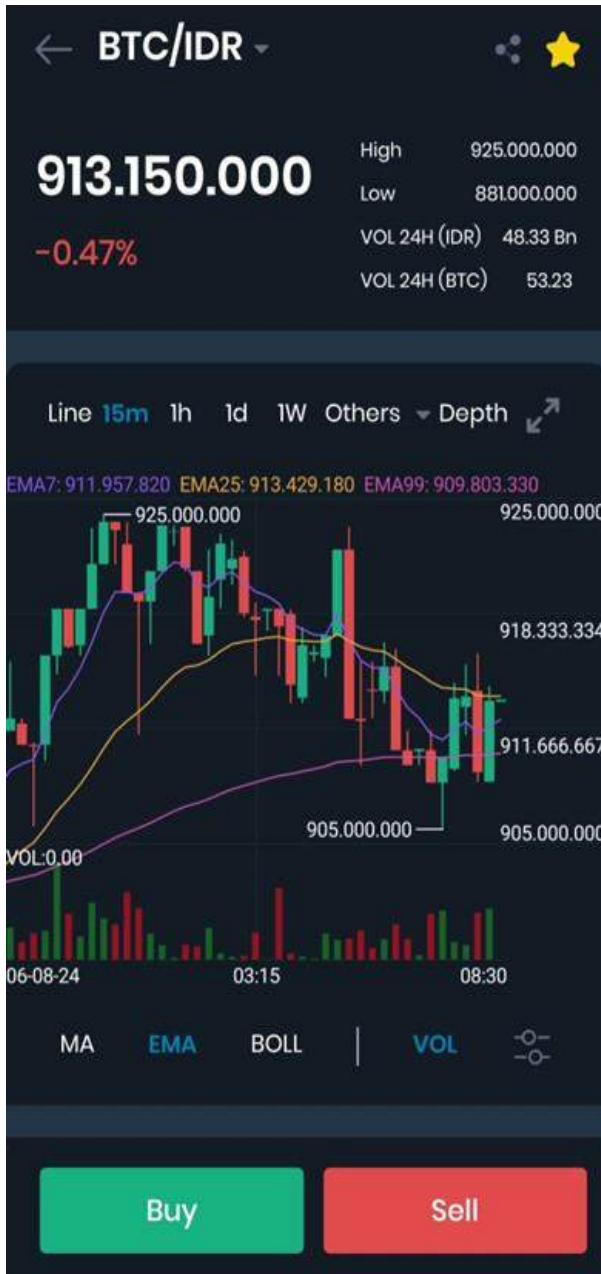 BTC/IDR
913.150.000
-0.47%
High 925.000.000
Low 881.000.000
VOL 24H (IDR) 48.33 Bn
VOL 24H (BTC) 53.23
Line 15m 1h 1d 1W Others Depth
EMA7: 911.957.820 EMA25: 913.429.180 EMA99: 909.803.330
925.000.000
925.000.000
918.333.334
911.666.667
905.000.000
905.000.000
VOL:0.00
06-08-24 03:15 08:30
MA EMA BOLL | VOL
Buy Sell